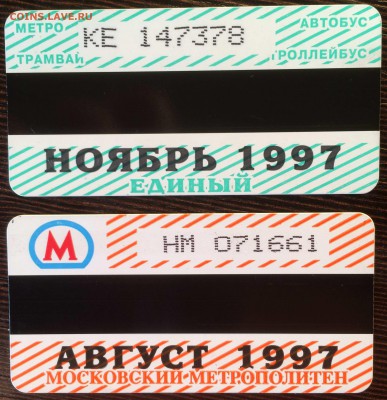 coins.lave.ru
МЕТРО
АВТОБУС
КЕ 147378
ТРАМВАЙ
ТРОЛЛЕЙБУС
НОЯБРЬ 1997
ЕДИНЫЙ
М
НМ 071661
АВГУСТ 1997
МОСКОВСКИЙ МЕТРОПОЛИТЕН